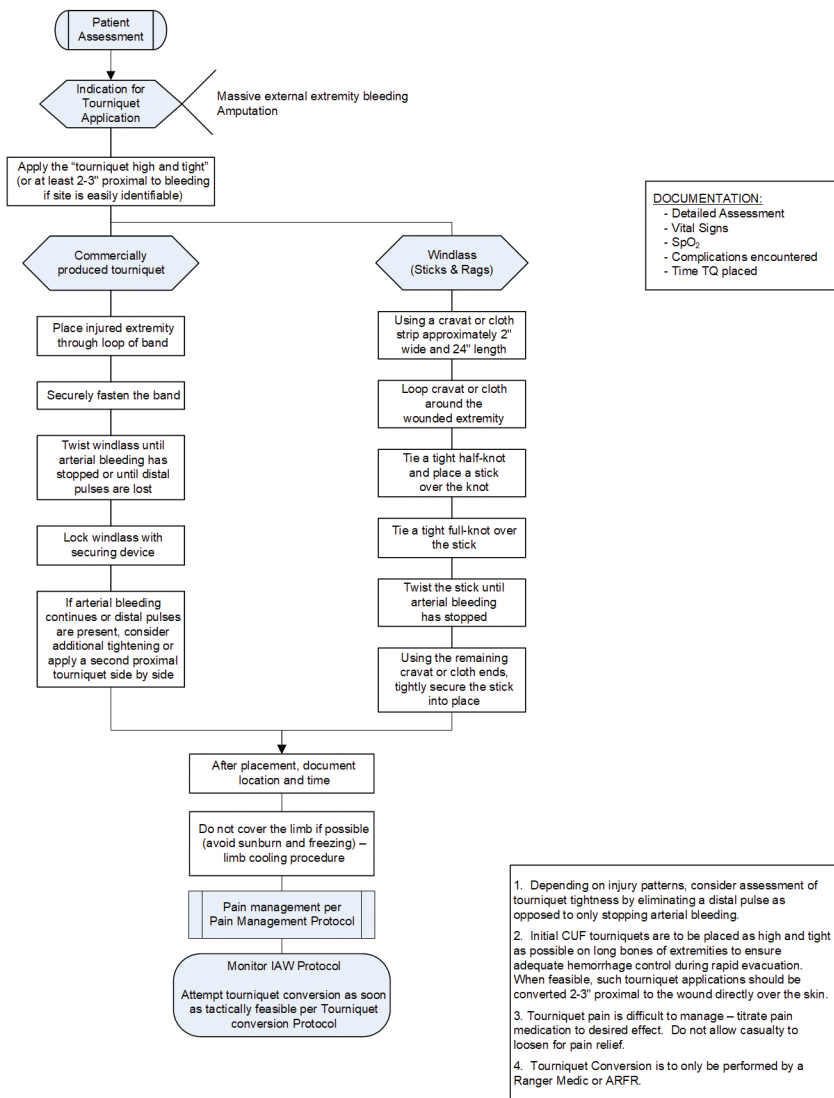 Patient
Assessment
Indication for
Tourniquet
Application
Massive external extremity bleeding
Amputation
Apply the “tourniquet high and tight”
(or at least 2-3" proximal to bleeding
if site is easily identifiable)
DOCUMENTATION:
- Detailed Assessment
- Vital Signs
- SpO₂
- Complications encountered
- Time TQ placed
Commercially
produced tourniquet
Place injured extremity
through loop of band
Securely fasten the band
Twist windlass until
arterial bleeding has
stopped or until distal
pulses are lost
Lock windlass with
securing device
If arterial bleeding
continues or distal pulses
are present, consider
additional tightening or
apply a second proximal
tourniquet side by side
Windlass
(Sticks & Rags)
Using a cravat or cloth
strip approximately 2"
wide and 24" length
Loop cravat or cloth
around the
wounded extremity
Tie a tight half-knot
and place a stick
over the knot
Tie a tight full-knot over
the stick
Twist the stick until
arterial bleeding
has stopped
Using the remaining
cravat or cloth ends,
tightly secure the stick
into place
After placement, document
location and time
Do not cover the limb if possible
(avoid sunburn and freezing) –
limb cooling procedure
Pain management per
Pain Management Protocol
Monitor IAW Protocol
Attempt tourniquet conversion as soon
as tactically feasible per Tourniquet
conversion Protocol
1. Depending on injury patterns, consider assessment of
tourniquet tightness by eliminating a distal pulse as
opposed to only stopping arterial bleeding.
2. Initial CUF tourniquets are to be placed as high and tight
as possible on long bones of extremities to ensure
adequate hemorrhage control during rapid evacuation.
When feasible, such tourniquet applications should be
converted 2-3" proximal to the wound directly over the skin.
3. Tourniquet pain is difficult to manage – titrate pain
medication to desired effect. Do not allow casualty to
loosen for pain relief.
4. Tourniquet Conversion is to only be performed by a
Ranger Medic or ARFR.